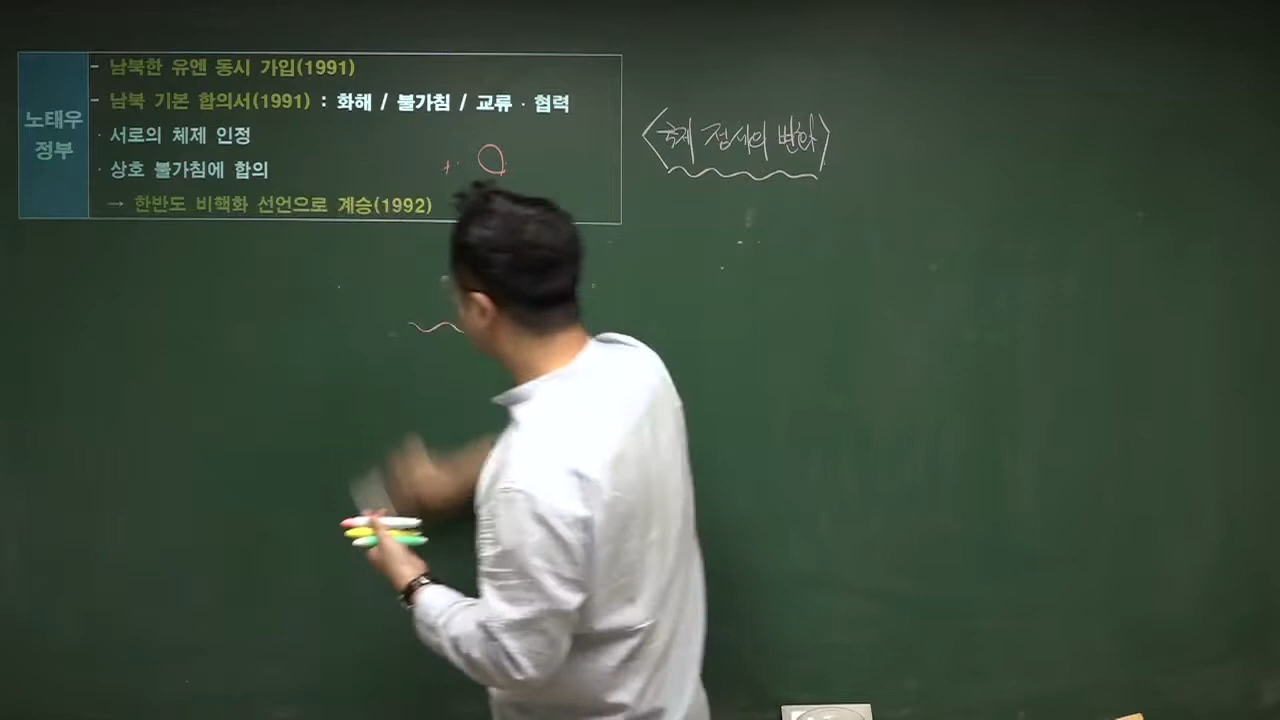 노태우
정부
- 남북한 유엔 동시 가입(1991)
- 남북 기본 합의서(1991) : 화해 / 불가침 / 교류 · 협력
· 서로의 체제 인정
· 상호 불가침에 합의
→ 한반도 비핵화 선언으로 계승(1992)
<국제 정세의 변화>